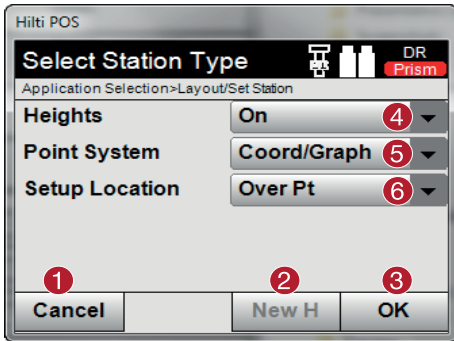 Hilti POS
Select Station Type DR
Prism
Application Selection>Layout/Set Station
Heights On 4
Point System Coord/Graph 5
Setup Location Over Pt 6
1 2 3
Cancel New H OK